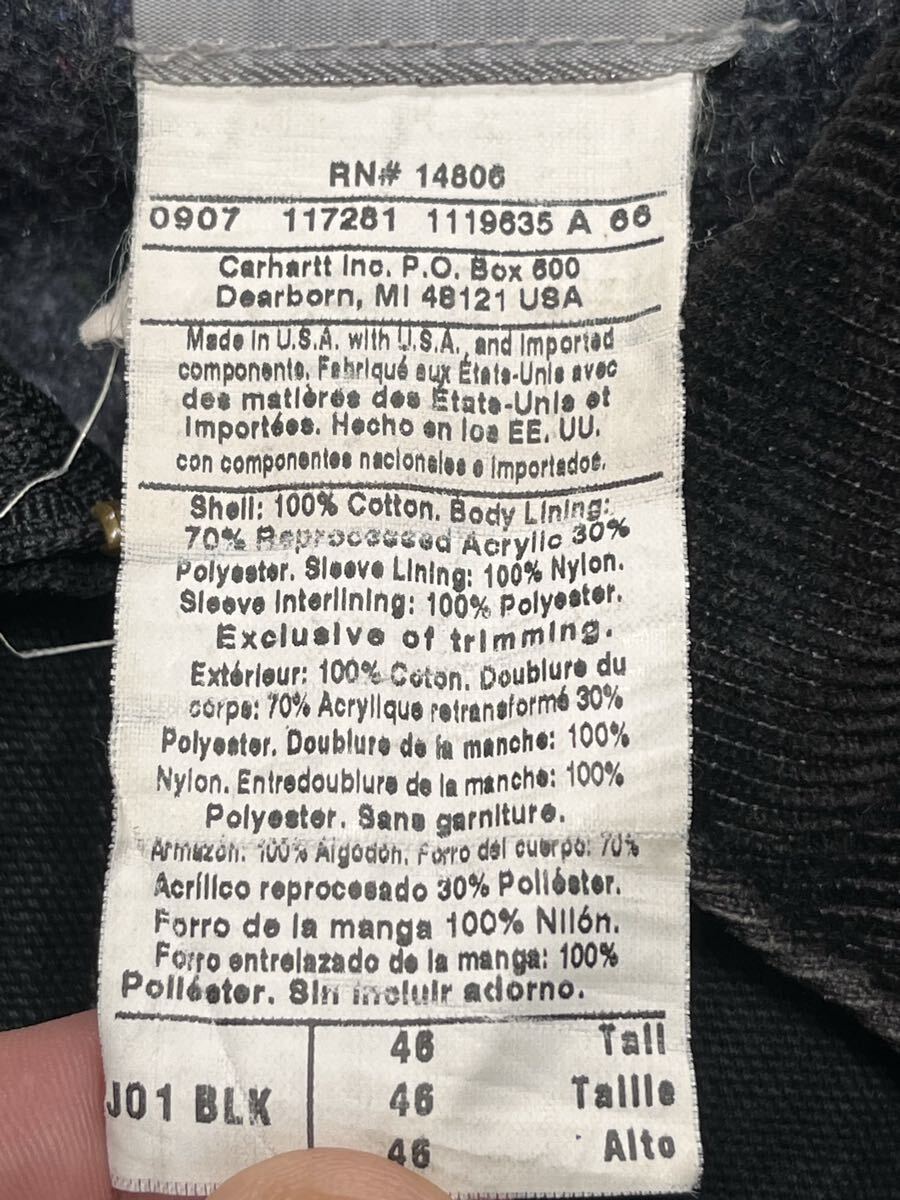 RN# 14806
0907 117281 1119635 A 66
Carhartt Inc. P.O. Box 600
Dearborn, MI 48121 USA
Made in U.S.A. with U.S.A., and imported
components. Fabriqué aux États-Unis avec
des matières des États-Unis et
importées. Hecho en los EE. UU.
con componentes nacionales e importados.
Shell: 100% Cotton. Body Lining:
70% Reprocessed Acrylic 30%
Polyester. Sleeve Lining: 100% Nylon.
Sleeve Interlining: 100% Polyester.
Exclusive of trimming.
Extérieur: 100% Coton. Doublure du
corps: 70% Acrylique retransformé 30%
Polyester. Doublure de la manche: 100%
Nylon. Entredoublure de la manche: 100%
Polyester. Sans garniture.
Armazón: 100% Algodón. Forro del cuerpo: 70%
Acrílico reprocesado 30% Poliéster.
Forro de la manga 100% Nilón.
Forro entrelazado de la manga: 100%
Poliéster. Sin incluir adorno.
46 Tall
J01 BLK 46 Taille
46 Alto